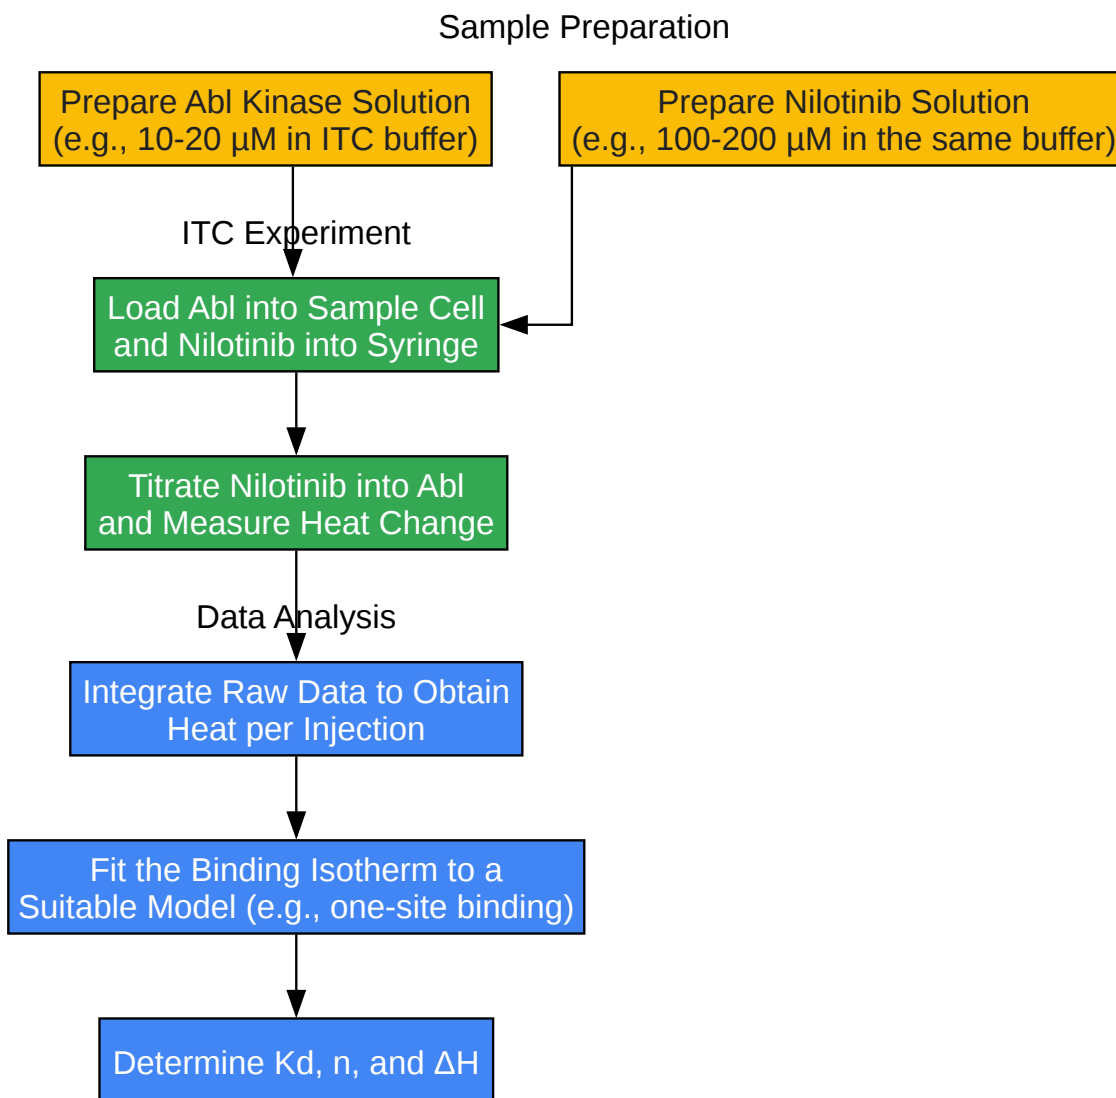 Sample Preparation
Prepare Abl Kinase Solution
(e.g., 10-20 µM in ITC buffer)
Prepare Nilotinib Solution
(e.g., 100-200 µM in the same buffer)
ITC Experiment
Load Abl into Sample Cell
and Nilotinib into Syringe
Titrate Nilotinib into Abl
and Measure Heat Change
Data Analysis
Integrate Raw Data to Obtain
Heat per Injection
Fit the Binding Isotherm to a
Suitable Model (e.g., one-site binding)
Determine Kd, n, and ΔH